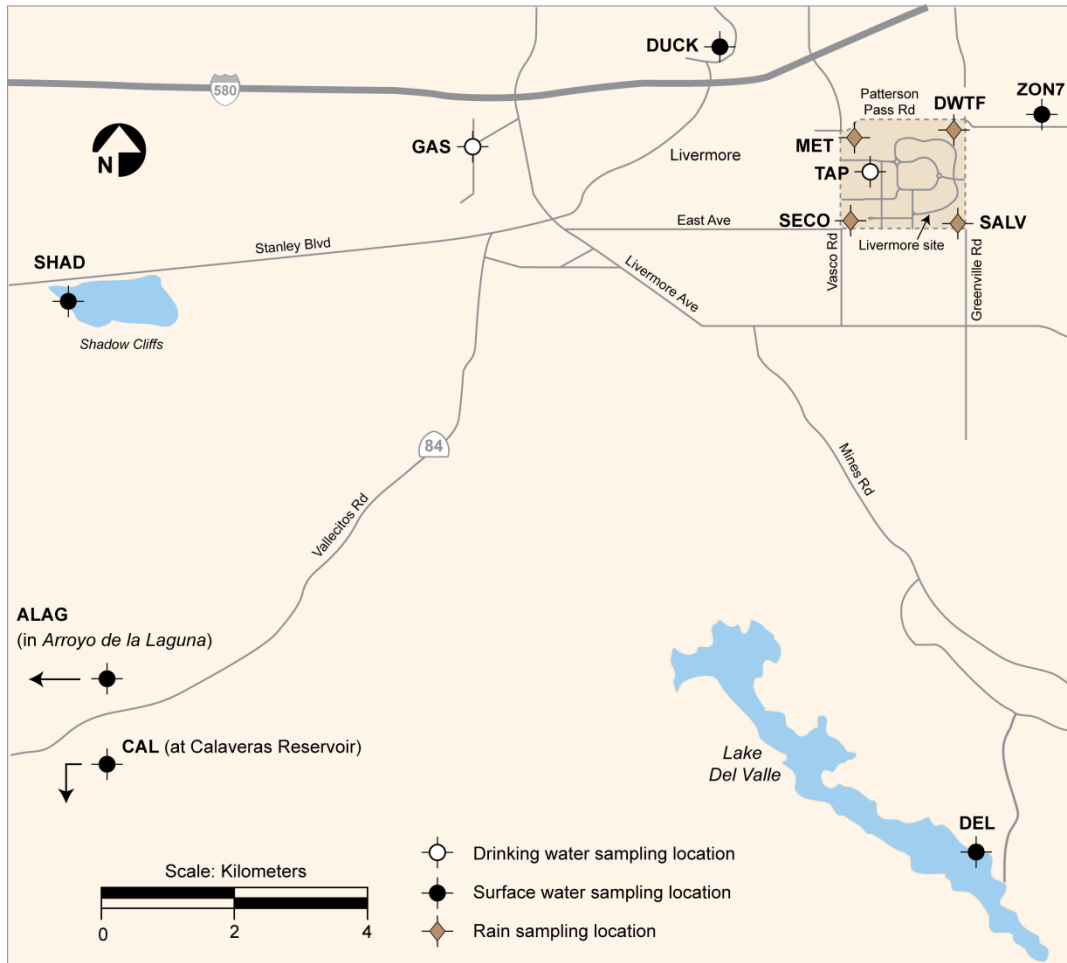 DUCK
580
ZON7
Patterson
Pass Rd
DWTF
N
GAS
MET
Livermore
TAP
SECO
East Ave
SALV
Livermore site
Stanley Blvd
SHAD
Vasco Rd
Greenville Rd
Livermore Ave
Shadow Cliffs
84
Mines Rd
Vallecitos Rd
ALAG
(in Arroyo de la Laguna)
CAL (at Calaveras Reservoir)
Lake
Del Valle
DEL
Scale: Kilometers
0 2 4
Drinking water sampling location
Surface water sampling location
Rain sampling location